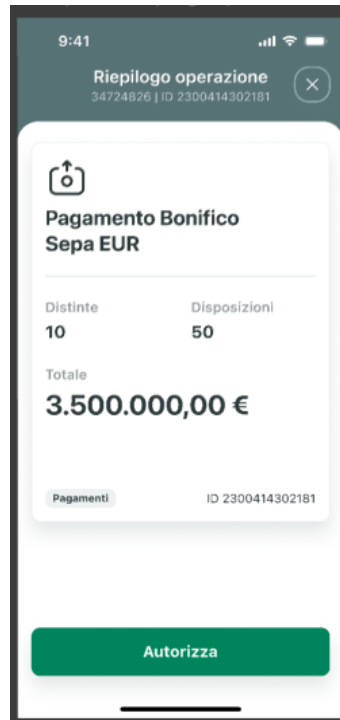 9:41
Riepilogo operazione
34724826 | ID 2300414302181
Pagamento Bonifico
Sepa EUR
Distinte Disposizioni
10 50
Totale
3.500.000,00 €
Pagamenti ID 2300414302181
Autorizza